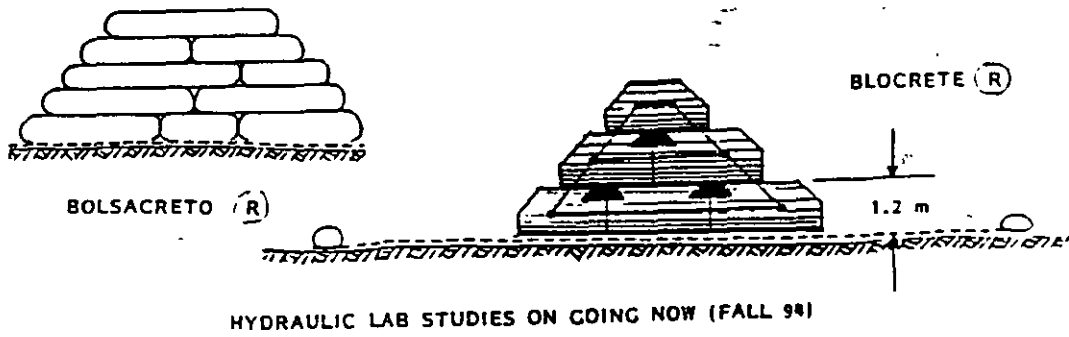 BLOCRETE (R)
BOLSACRETO (R)
1.2 m
HYDRAULIC LAB STUDIES ON GOING NOW (FALL 94)